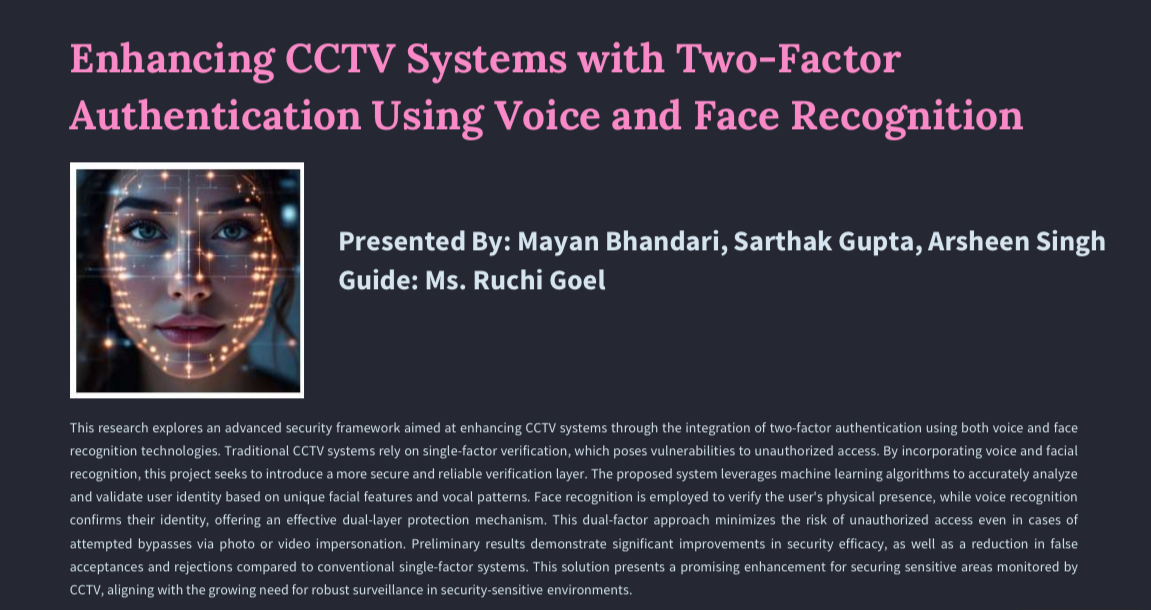 Enhancing CCTV Systems with Two-Factor
Authentication Using Voice and Face Recognition
Presented By: Mayan Bhandari, Sarthak Gupta, Arsheen Singh
Guide: Ms. Ruchi Goel
This research explores an advanced security framework aimed at enhancing CCTV systems through the integration of two-factor authentication using both voice and face
recognition technologies. Traditional CCTV systems rely on single-factor verification, which poses vulnerabilities to unauthorized access. By incorporating voice and facial
recognition, this project seeks to introduce a more secure and reliable verification layer. The proposed system leverages machine learning algorithms to accurately analyze
and validate user identity based on unique facial features and vocal patterns. Face recognition is employed to verify the user's physical presence, while voice recognition
confirms their identity, offering an effective dual-layer protection mechanism. This dual-factor approach minimizes the risk of unauthorized access even in cases of
attempted bypasses via photo or video impersonation. Preliminary results demonstrate significant improvements in security efficacy, as well as a reduction in false
acceptances and rejections compared to conventional single-factor systems. This solution presents a promising enhancement for securing sensitive areas monitored by
CCTV, aligning with the growing need for robust surveillance in security-sensitive environments.